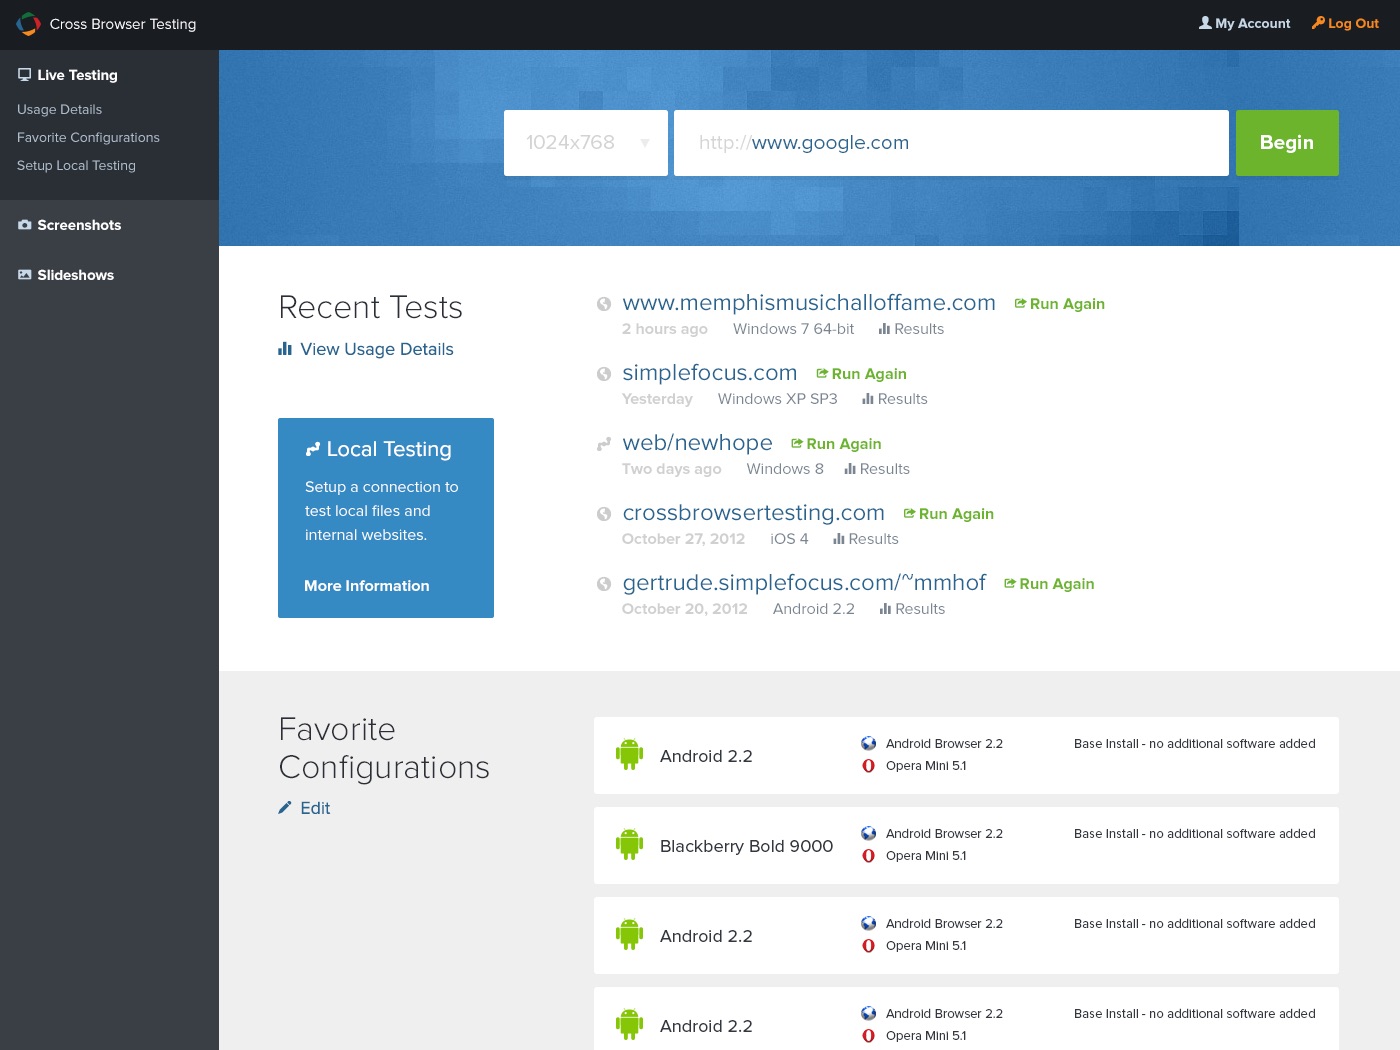 Cross Browser Testing
My Account
Log Out
Live Testing
Usage Details
Favorite Configurations
Setup Local Testing
Screenshots
Slideshows
1024x768
http://www.google.com
Begin
Recent Tests
View Usage Details
Local Testing
Setup a connection to
test local files and
internal websites.
More Information
www.memphismusichalloffame.com Run Again
2 hours ago Windows 7 64-bit Results
simplefocus.com Run Again
Yesterday Windows XP SP3 Results
web/newhope Run Again
Two days ago Windows 8 Results
crossbrowsertesting.com Run Again
October 27, 2012 iOS 4 Results
gertrude.simplefocus.com/~mmhof Run Again
October 20, 2012 Android 2.2 Results
Favorite
Configurations
Edit
Android 2.2
Android Browser 2.2
Opera Mini 5.1
Base Install - no additional software added
Blackberry Bold 9000
Android Browser 2.2
Opera Mini 5.1
Base Install - no additional software added
Android 2.2
Android Browser 2.2
Opera Mini 5.1
Base Install - no additional software added
Android 2.2
Android Browser 2.2
Opera Mini 5.1
Base Install - no additional software added